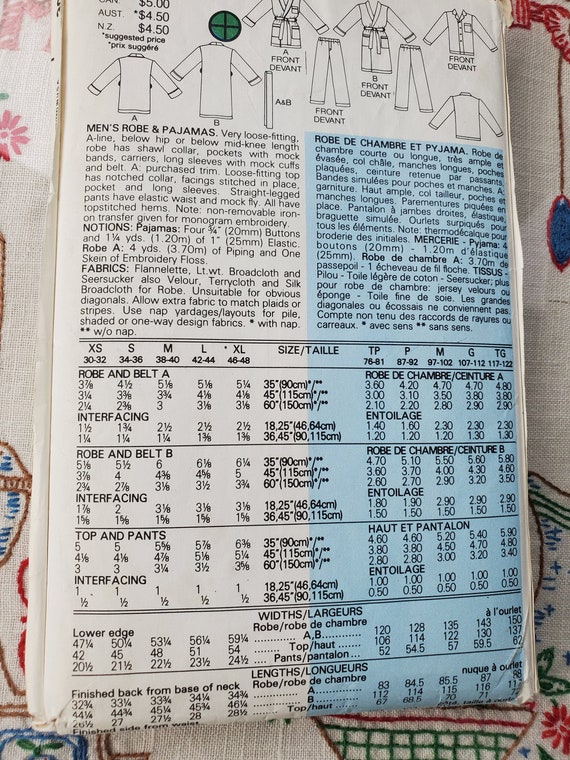 CAN. $5.00
AUST. *$4.50
N.Z. $4.50
*suggested price
*prix suggéré
A
FRONT
DEVANT
FRONT
DEVANT
B
FRONT
DEVANT
FRONT
DEVANT
A
B
A&B
MEN'S ROBE & PAJAMAS. Very loose-fitting,
A-line, below hip or below mid-knee length
robe has shawl collar, pockets with mock
bands, carriers, long sleeves with mock cuffs
and belt. A: purchased trim. Loose-fitting top
has notched collar, facings stitched in place,
pocket and long sleeves. Straight-legged
pants have elastic waist and mock fly. All have
topstitched hems. Note: non-removable iron-
on transfer given for monogram embroidery.
NOTIONS: Pajamas: Four ¾" (20mm) Buttons
and 1¼ yds. (1.20m) of 1" (25mm) Elastic.
Robe A: 4 yds. (3.70m) of Piping and One
Skein of Embroidery Floss.
FABRICS: Flannelette, Lt.wt. Broadcloth and
Seersucker also Velour, Terrycloth and Silk
Broadcloth for Robe. Unsuitable for obvious
diagonals. Allow extra fabric to match plaids or
stripes. Use nap yardages/layouts for pile,
shaded or one-way design fabrics. * with nap.
** w/o nap.
ROBE DE CHAMBRE ET PYJAMA. Robe de
chambre courte ou longue, très ample et
évasée, col châle, manches longues, poches
plaquées, ceinture retenue par passants.
Bandes simulées pour poches et manches. A:
garniture. Haut ample, col tailleur, poches et
manches longues. Parementures piquées en
place. Pantalon à jambes droites, élastique,
braguette simulée. Ourlets surpiqués pour
tous les éléments. Note: thermodécalque pour
broderie des initiales. MERCERIE - Pyjama: 4
boutons (20mm) - 1.20m d'élastique
(25mm). Robe de chambre A: 3.70m de
passepoil - 1 écheveau de fil floche. TISSUS -
Pilou - Toile légère de coton - Seersucker; plus
pour robe de chambre: jersey velours ou
éponge - Toile fine de soie. Les grandes
diagonales ou écossais ne conviennent pas.
Compte non tenu des raccords de rayures ou
carreaux. * avec sens ** sans sens.
XS S M L * XL SIZE/TAILLE TP P M G TG
30-32 34-36 38-40 42-44 46-48 76-81 87-92 97-102 107-112 117-122
ROBE AND BELT A ROBE DE CHAMBRE/CEINTURE A
3⅞ 4½ 5⅛ 5⅛ 5¼ 35"(90cm)*/** 3.60 4.20 4.70 4.70 4.80
3¼ 3⅜ 3¾ 4⅛ 4⅛ 45"(115cm)*/** 3.00 3.10 3.50 3.80 3.80
2¼ 2⅜ 3 3⅛ 3⅛ 60"(150cm)*/** 2.10 2.20 2.80 2.90 2.90
INTERFACING ENTOILAGE
1½ 1¾ 2½ 2½ 2½ 18,25"(46,64cm) 1.40 1.60 2.30 2.30 2.30
1¼ 1¼ 1¼ 1⅜ 1⅜ 36,45"(90,115cm) 1.20 1.20 1.20 1.30 1.30
ROBE AND BELT B ROBE DE CHAMBRE/CEINTURE B
5⅛ 5½ 6 6⅛ 6¼ 35"(90cm)*/** 4.70 5.10 5.50 5.60 5.80
3⅞ 4 4⅜ 4⅝ 5 45"(115cm)*/** 3.60 3.70 4.00 4.30 4.60
2¾ 2⅞ 3⅛ 3½ 3¾ 60"(150cm)*/** 2.60 2.70 2.90 3.20 3.50
INTERFACING ENTOILAGE
1⅞ 2 3⅛ 3⅛ 3⅛ 18,25"(46,64cm) 1.80 1.90 2.90 2.90 2.90
1⅝ 1⅝ 1⅝ 1⅝ 1⅝ 36,45"(90,115cm) 1.50 1.50 1.50 1.50 1.50
TOP AND PANTS HAUT ET PANTALON
5 5 5⅝ 5⅞ 6⅜ 35"(90cm)*/** 4.60 4.60 5.20 5.40 5.90
4⅛ 4⅛ 4⅞ 5⅛ 5¼ 45"(115cm)*/** 3.80 3.80 4.50 4.70 4.80
3 3 3¼ 3½ 3⅝ 60"(150cm)*/** 2.80 2.80 3.00 3.20 3.40
INTERFACING ENTOILAGE
1 1 1 1 1 18,25"(46,64cm) 1.00 1.00 1.00 1.00 1.00
½ ½ ½ ½ ½ 36,45"(90,115cm) 0.50 0.50 0.50 0.50 0.50
WIDTHS/LARGEURS
Lower edge Robe/robe de chambre à l'ourlet
47¼ 50¼ 53¼ 56¼ 59¼ A,B 120 128 135 143 150
42 45 48 51 54 Top/haut 106 114 122 130 137
20½ 21½ 22½ 23½ 24½ Pants/pantalon 52 54.5 57 59.5 62
LENGTHS/LONGUEURS
Finished back from base of neck Robe/robe de chambre nuque à ourlet
32¾ 33¼ 33¾ 34¼ 34¾ A 83 84.5 85.5 87 88
44¼ 44¾ 45¼ 45¾ 46¼ B 112 114 115 116
26½ 27 27½ 28 28½ Top/haut 67 68.5 70 71
Finished side from waist